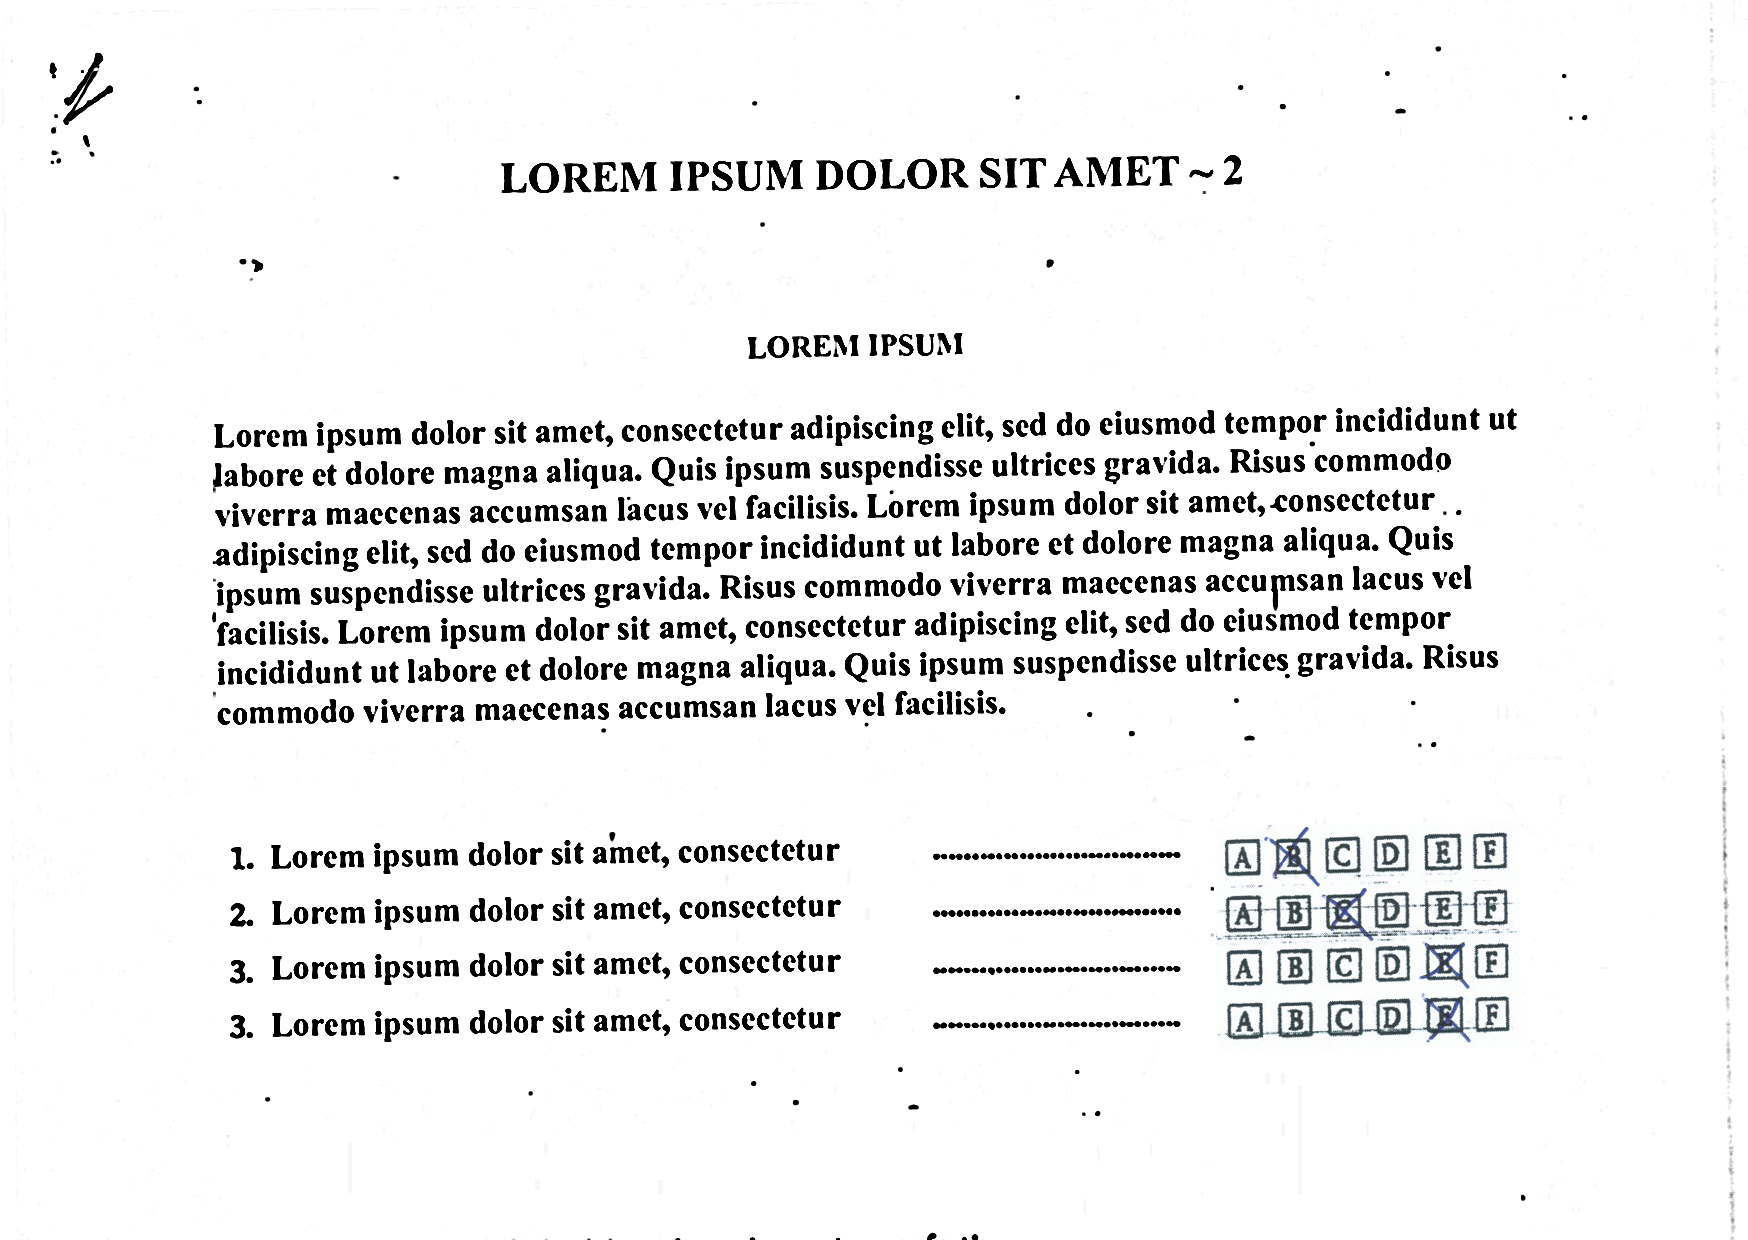 LOREM IPSUM DOLOR SIT AMET ~ 2
LOREM IPSUM
Lorem ipsum dolor sit amet, consectetur adipiscing elit, sed do eiusmod tempor incididunt ut
labore et dolore magna aliqua. Quis ipsum suspendisse ultrices gravida. Risus commodo
viverra maecenas accumsan lacus vel facilisis. Lorem ipsum dolor sit amet, consectetur
adipiscing elit, sed do eiusmod tempor incididunt ut labore et dolore magna aliqua. Quis
ipsum suspendisse ultrices gravida. Risus commodo viverra maecenas accumsan lacus vel
facilisis. Lorem ipsum dolor sit amet, consectetur adipiscing elit, sed do eiusmod tempor
incididunt ut labore et dolore magna aliqua. Quis ipsum suspendisse ultrices gravida. Risus
commodo viverra maecenas accumsan lacus vel facilisis.
1. Lorem ipsum dolor sit amet, consectetur ................................ A B C D E F
2. Lorem ipsum dolor sit amet, consectetur ................................ A B C D E F
3. Lorem ipsum dolor sit amet, consectetur ................................ A B C D E F
3. Lorem ipsum dolor sit amet, consectetur ................................ A B C D E F